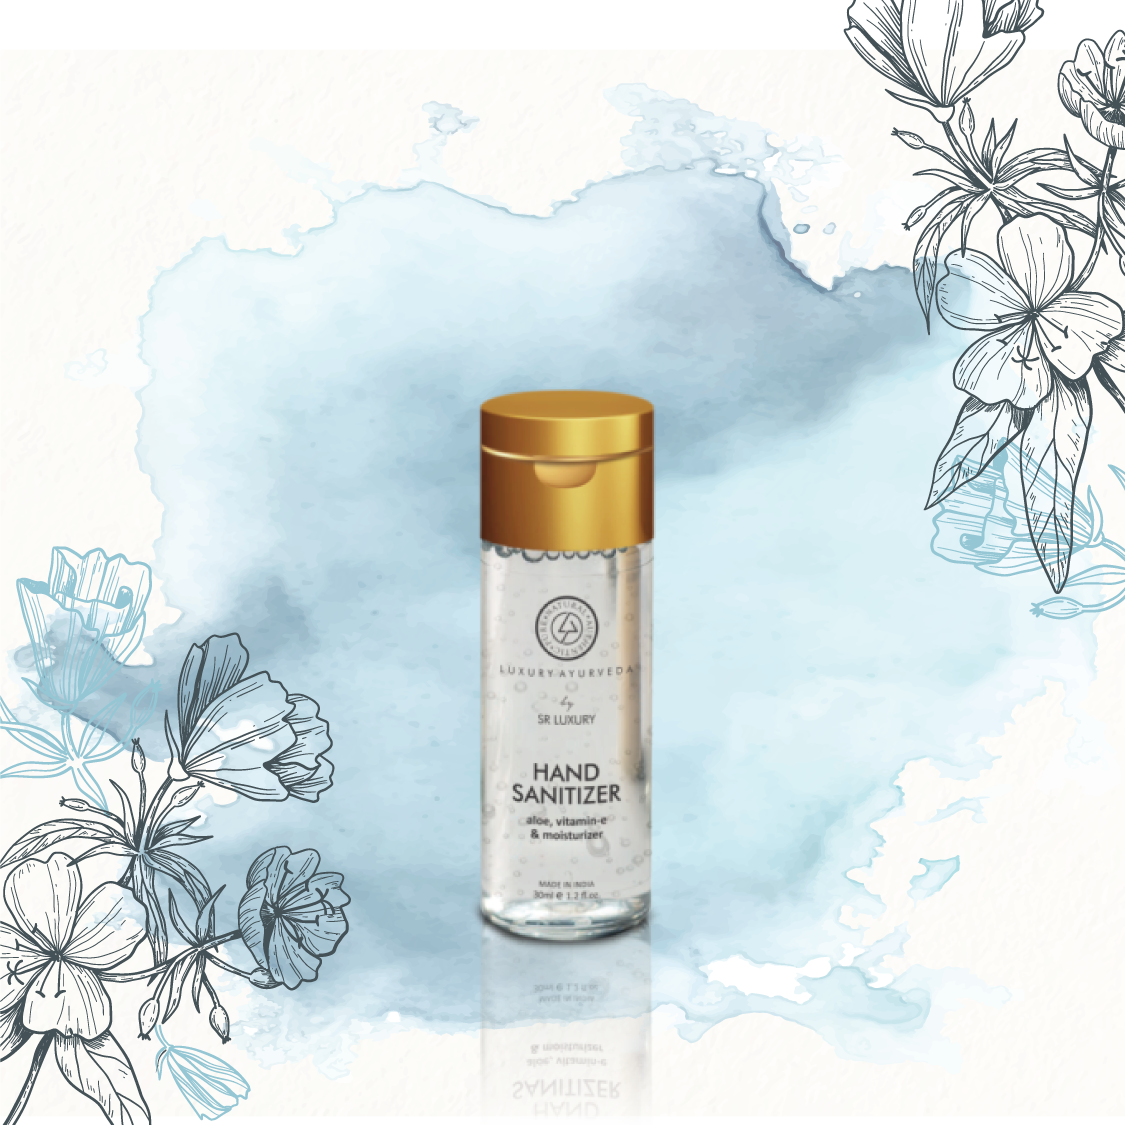 LUXURY AYURVEDA
by
SR LUXURY
HAND
SANITIZER
aloe, vitamin-e
& moisturizer
MADE IN INDIA
30ml e 1.2 fl.oz.